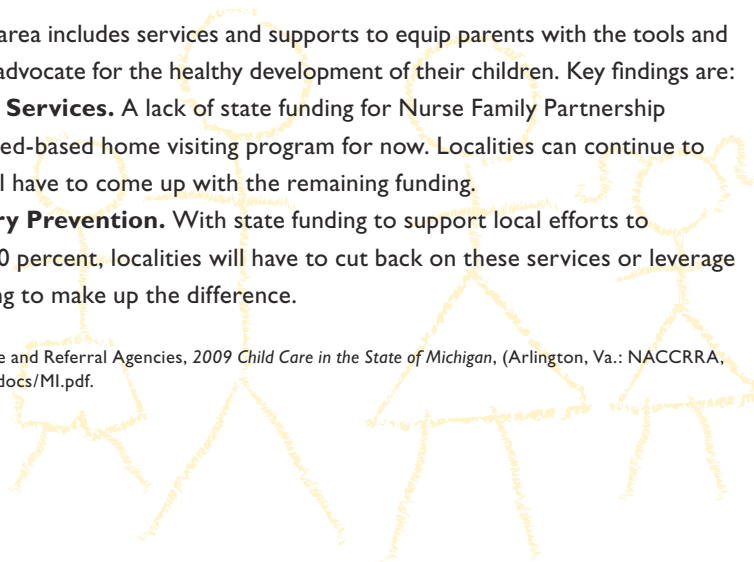 area includes services and supports to equip parents with the tools and
advocate for the healthy development of their children. Key findings are:
Services. A lack of state funding for Nurse Family Partnership
ed-based home visiting program for now. Localities can continue to
l have to come up with the remaining funding.
ry Prevention. With state funding to support local efforts to
0 percent, localities will have to cut back on these services or leverage
ng to make up the difference.
e and Referral Agencies, 2009 Child Care in the State of Michigan, (Arlington, Va.: NACCRRA,
docs/MI.pdf.